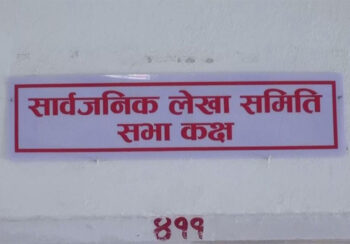 सार्वजनिक लेखा समिति
सभा कक्ष
४११